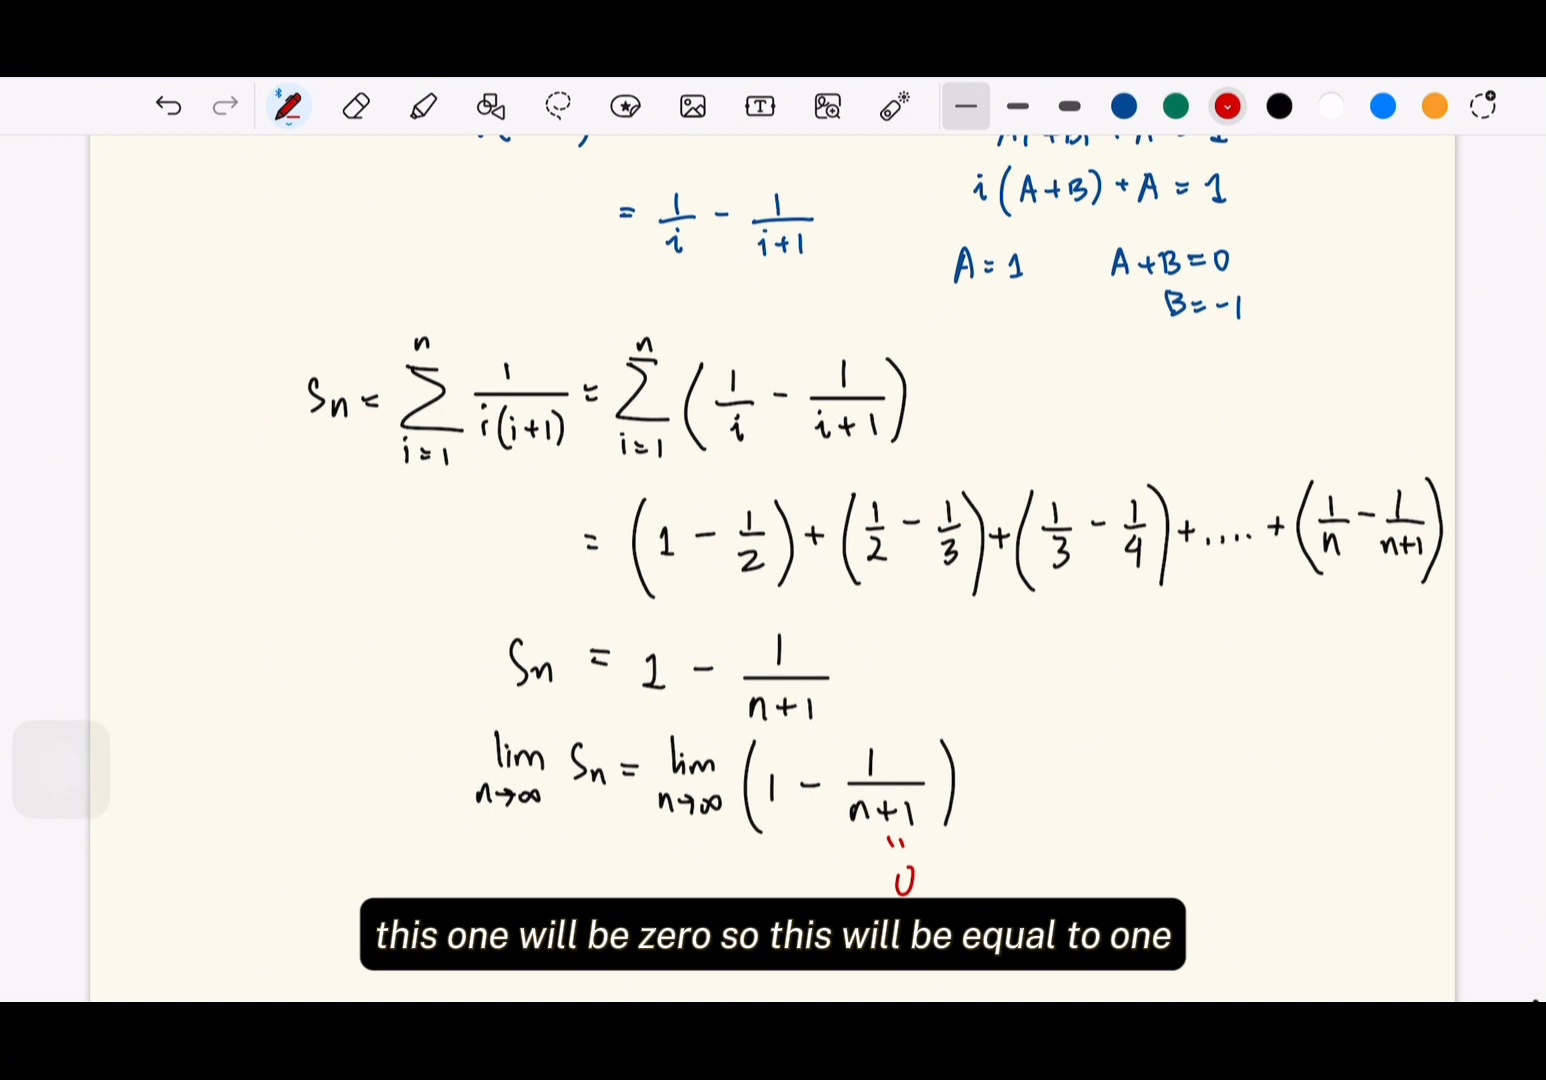 i(A+B) + A = 1
= 1/i - 1/(i+1)
A = 1    A+B=0
B = -1
Sn = ∑_{i=1}^{n} 1/(i(i+1)) = ∑_{i=1}^{n} (1/i - 1/(i+1))
= (1 - 1/2) + (1/2 - 1/3) + (1/3 - 1/4) + .... + (1/n - 1/(n+1))
Sn = 1 - 1/(n+1)
lim_{n→∞} Sn = lim_{n→∞} (1 - 1/(n+1))
"
0
this one will be zero so this will be equal to one